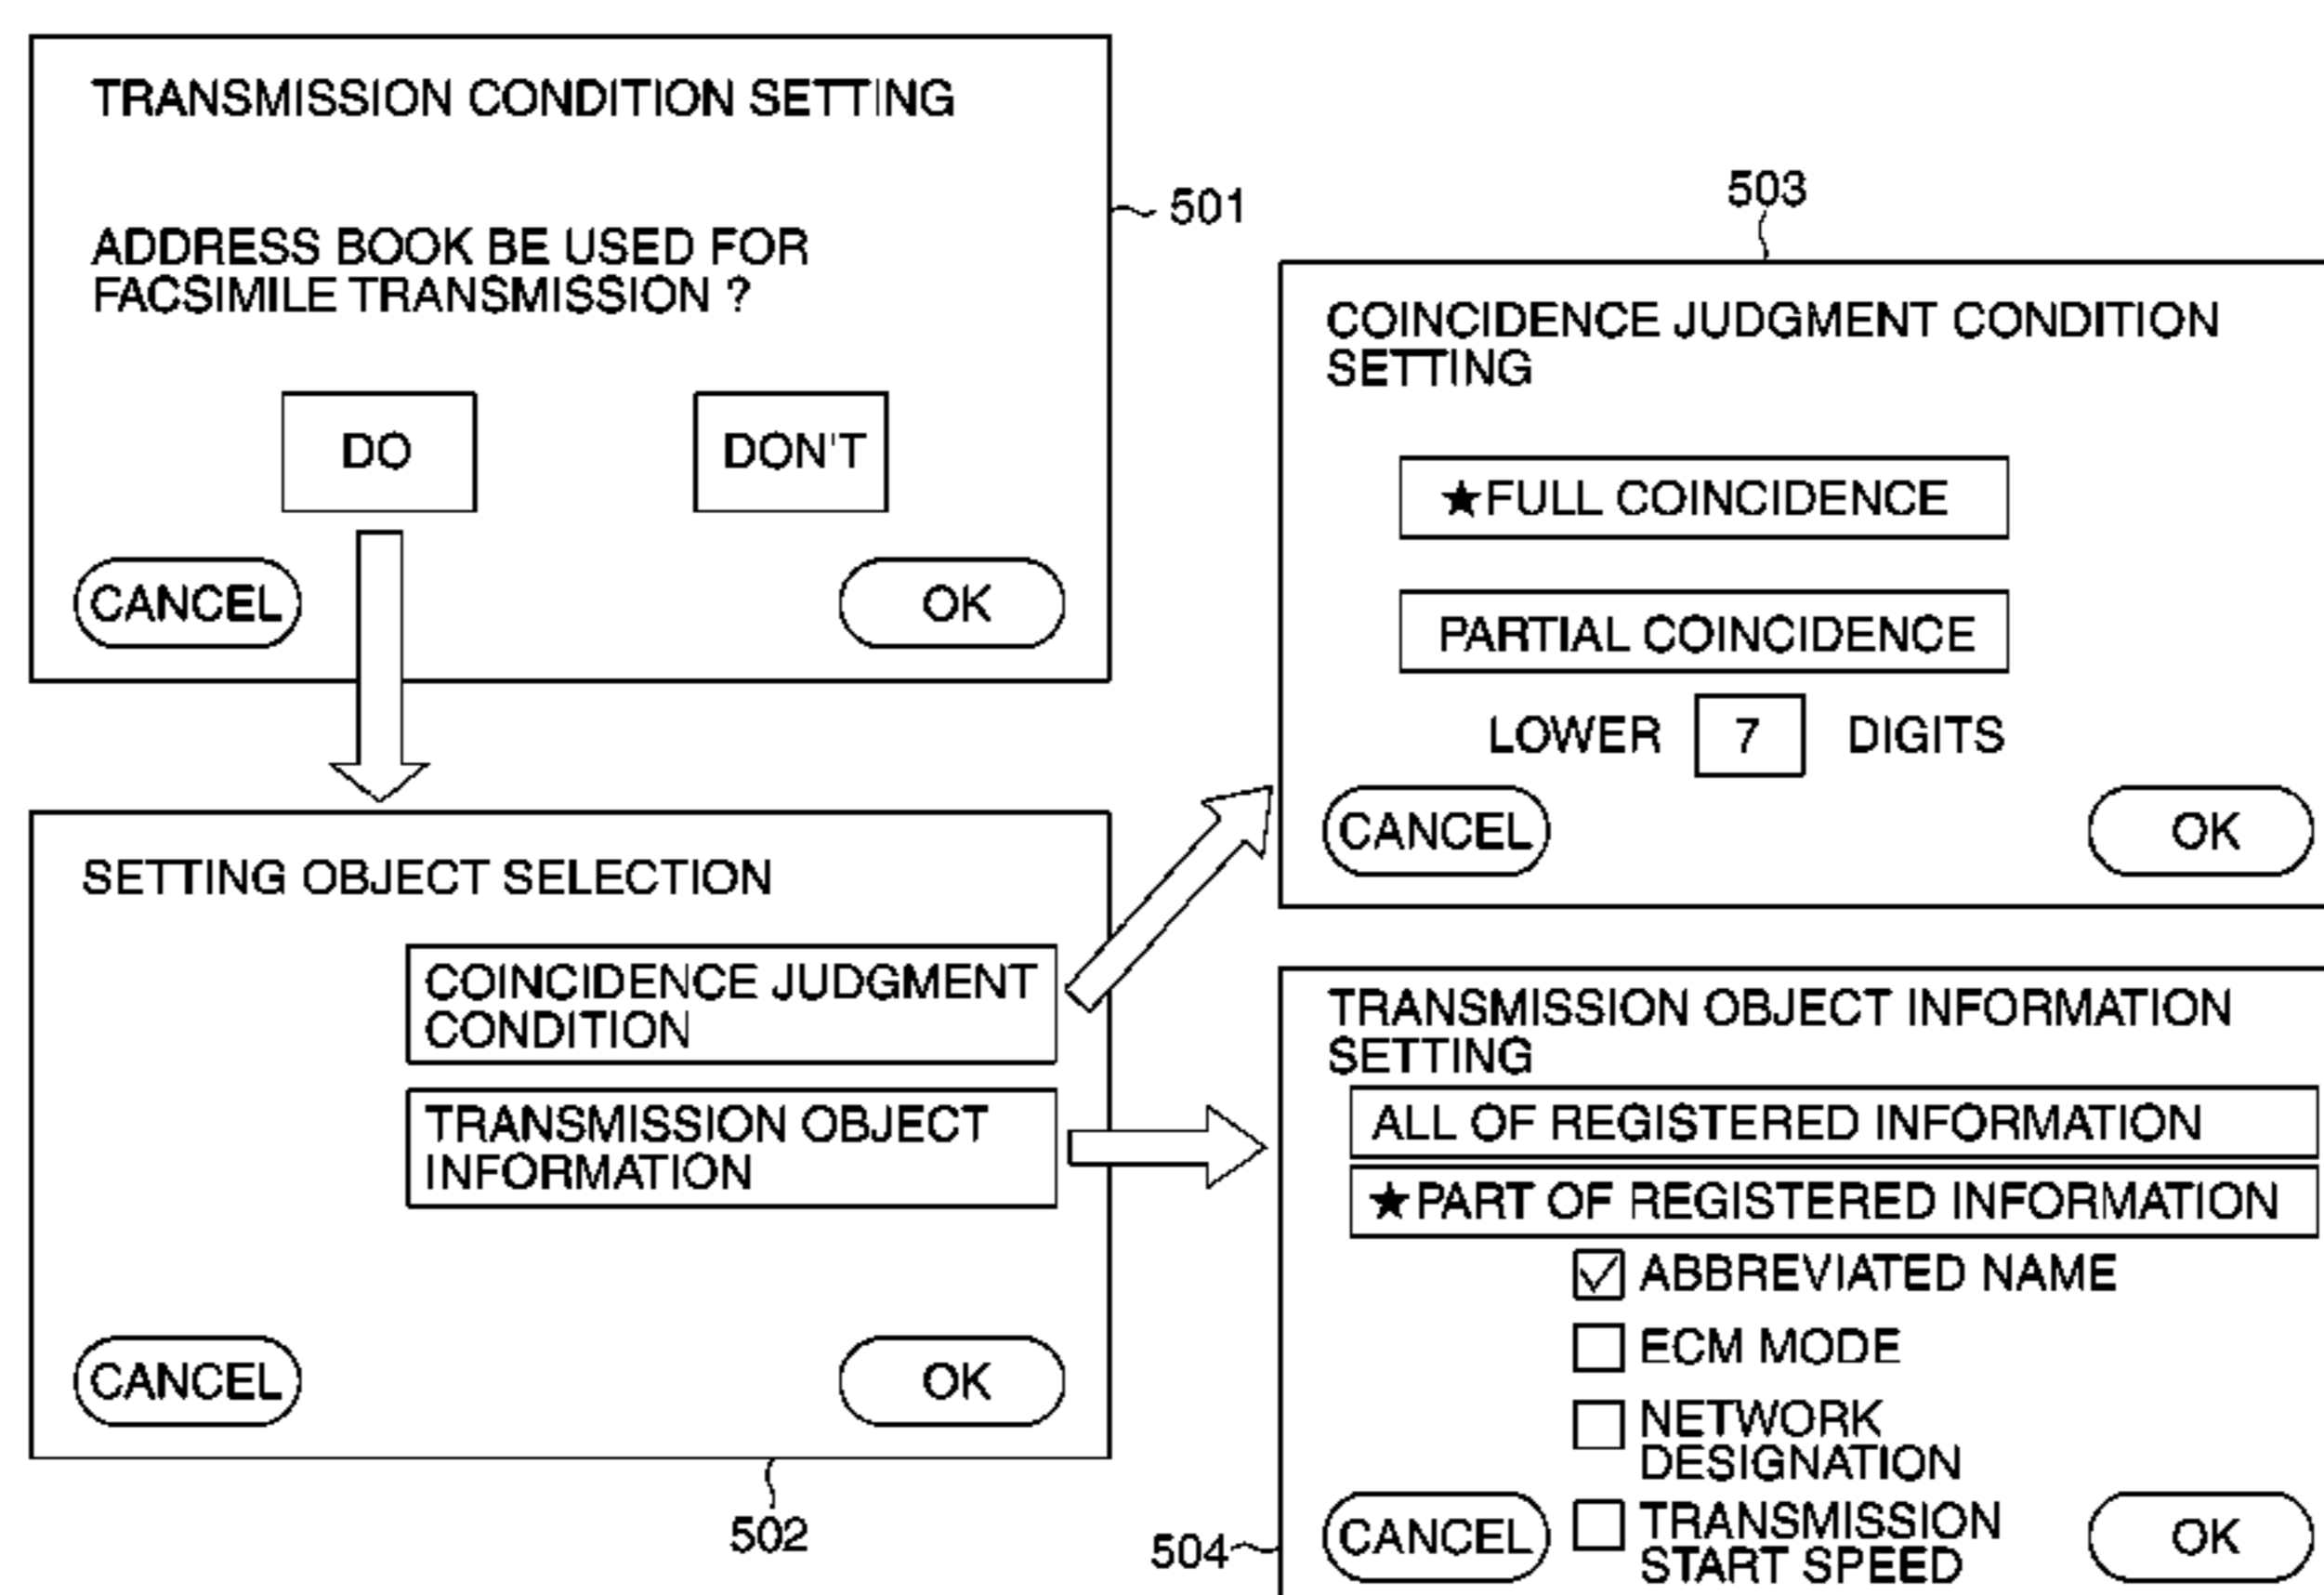 TRANSMISSION CONDITION SETTING
ADDRESS BOOK BE USED FOR
FACSIMILE TRANSMISSION ?
DO
DON'T
CANCEL
OK
501
SETTING OBJECT SELECTION
COINCIDENCE JUDGMENT
CONDITION
TRANSMISSION OBJECT
INFORMATION
CANCEL
OK
502
503
COINCIDENCE JUDGMENT CONDITION
SETTING
★FULL COINCIDENCE
PARTIAL COINCIDENCE
LOWER 7 DIGITS
CANCEL
OK
TRANSMISSION OBJECT INFORMATION
SETTING
ALL OF REGISTERED INFORMATION
★PART OF REGISTERED INFORMATION
ABBREVIATED NAME
ECM MODE
NETWORK
DESIGNATION
TRANSMISSION
START SPEED
CANCEL
OK
504